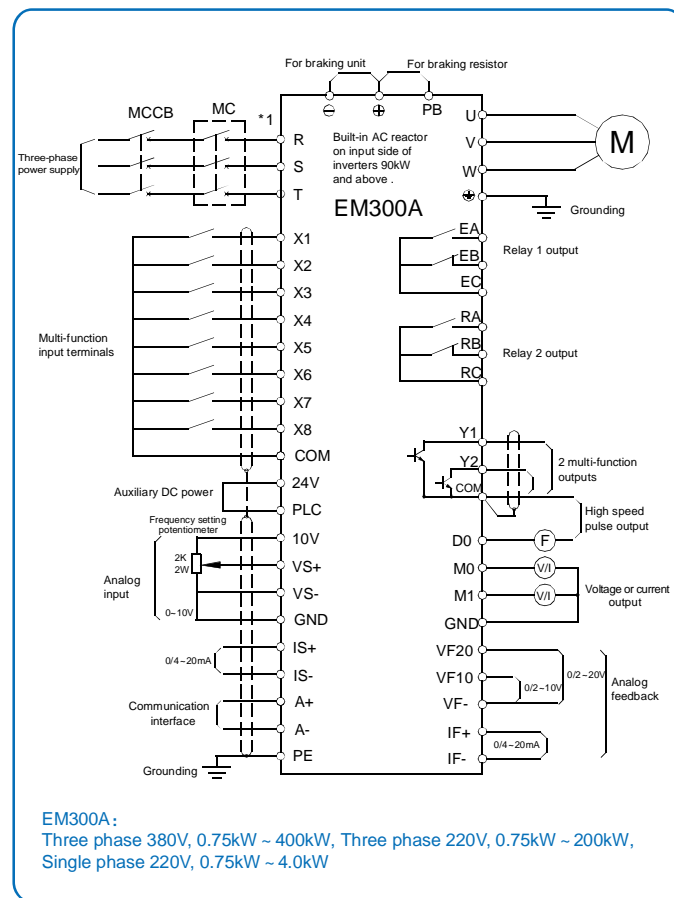 For braking unit
For braking resistor
MCCB
MC
*1
⊖
⊕
PB
R
S
T
Three-phase
power supply
Built-in AC reactor
on input side of
inverters 90kW
and above .
EM300A
U
V
W
M
Grounding
X1
X2
X3
X4
X5
X6
X7
X8
COM
Multi-function
input terminals
EA
EB
EC
Relay 1 output
RA
RB
RC
Relay 2 output
24V
PLC
Auxiliary DC power
Y1
Y2
COM
2 multi-function
outputs
High speed
pulse output
Frequency setting
potentiometer
2K
2W
10V
VS+
VS-
GND
Analog
input
0~10V
D0
F
M0
V/I
M1
V/I
GND
Voltage or current
output
IS+
IS-
0/4~20mA
A+
A-
Communication
interface
PE
Grounding
VF20
VF10
VF-
0/2~10V
0/2~20V
Analog
feedback
IF+
IF-
0/4~20mA
EM300A：
Three phase 380V, 0.75kW ~ 400kW, Three phase 220V, 0.75kW ~ 200kW,
Single phase 220V, 0.75kW ~ 4.0kW